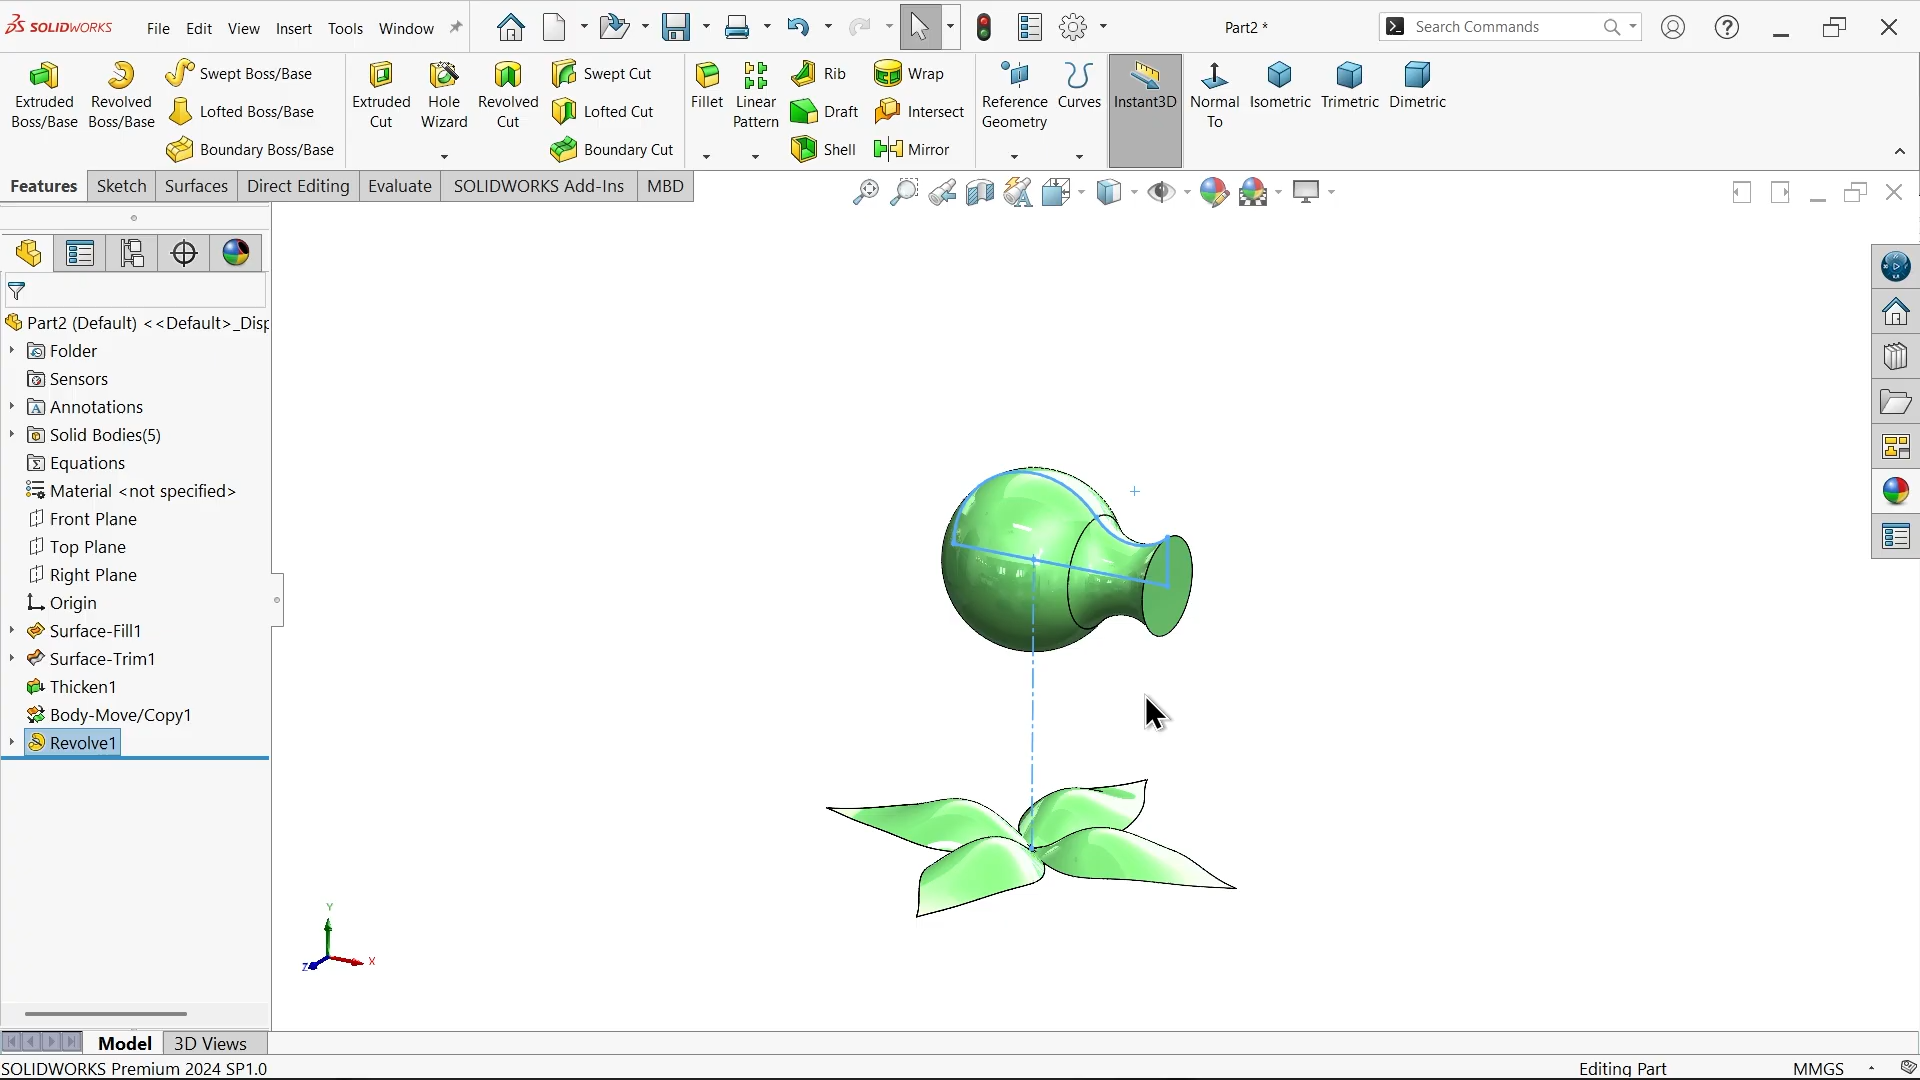 SOLIDWORKS File Edit View Insert Tools Window Part2 * Search Commands
Extruded Boss/Base
Revolved Boss/Base
Swept Boss/Base
Lofted Boss/Base
Boundary Boss/Base
Extruded Cut
Hole Wizard
Revolved Cut
Swept Cut
Lofted Cut
Boundary Cut
Fillet
Linear Pattern
Rib
Draft
Shell
Wrap
Intersect
Mirror
Reference Geometry
Curves
Instant3D
Normal To
Isometric
Trimetric
Dimetric
Features Sketch Surfaces Direct Editing Evaluate SOLIDWORKS Add-Ins MBD
Part2 (Default) <<Default>_Disp
Folder
Sensors
Annotations
Solid Bodies(5)
Equations
Material <not specified>
Front Plane
Top Plane
Right Plane
Origin
Surface-Fill1
Surface-Trim1
Thicken1
Body-Move/Copy1
Revolve1
Y
Z
X
Model 3D Views
SOLIDWORKS Premium 2024 SP1.0 Editing Part MMGS